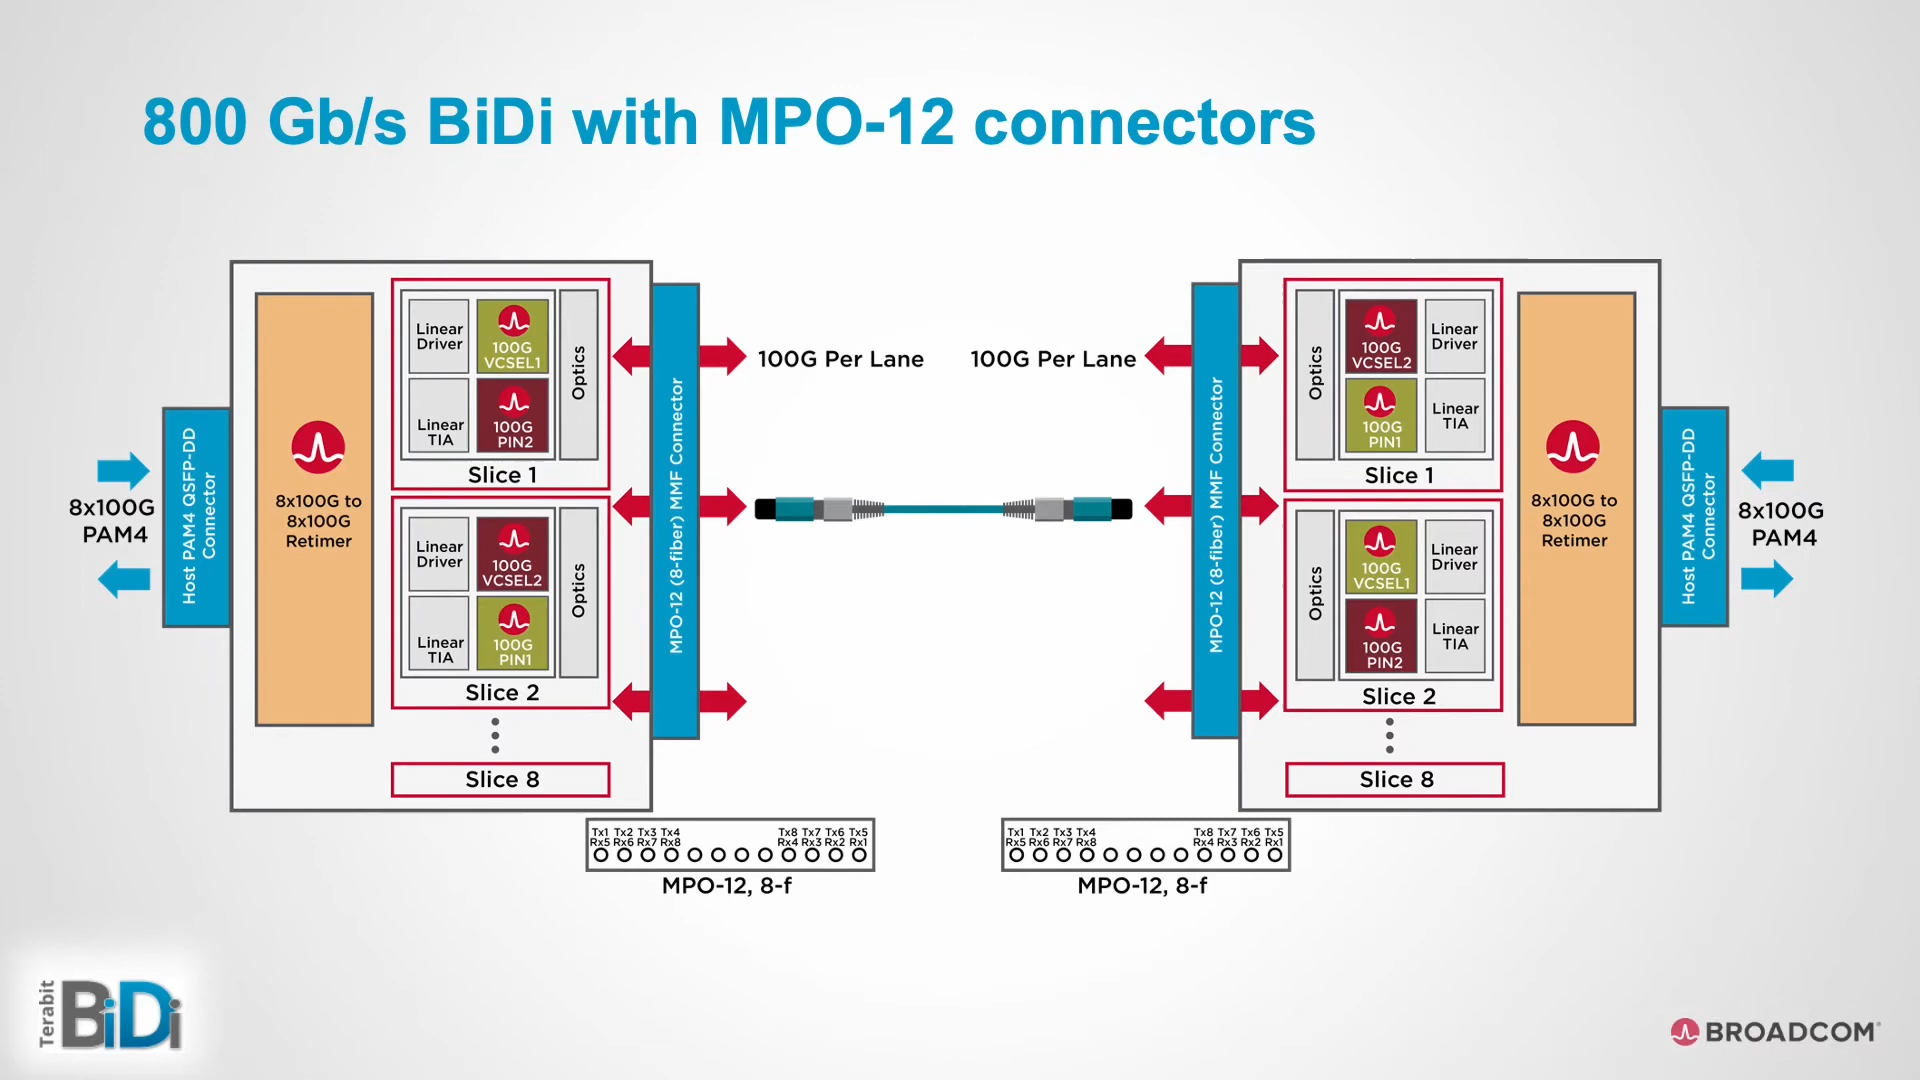 800 Gb/s BiDi with MPO-12 connectors
8x100G
PAM4
Host PAM4 QSFP-DD
Connector
8x100G to
8x100G
Retimer
Linear
Driver
100G
VCSEL1
Linear
TIA
100G
PIN2
Optics
Slice 1
Linear
Driver
100G
VCSEL2
Linear
TIA
100G
PIN1
Optics
Slice 2
Slice 8
MPO-12 (8-fiber) MMF Connector
100G Per Lane
100G Per Lane
MPO-12 (8-fiber) MMF Connector
Optics
100G
VCSEL2
Linear
Driver
100G
PIN1
Linear
TIA
Slice 1
Optics
100G
VCSEL1
Linear
Driver
100G
PIN2
Linear
TIA
Slice 2
Slice 8
8x100G to
8x100G
Retimer
Host PAM4 QSFP-DD
Connector
8x100G
PAM4
Tx1 Tx2 Tx3 Tx4 Tx8 Tx7 Tx6 Tx5
Rx5 Rx6 Rx7 Rx8 Rx4 Rx3 Rx2 Rx1
MPO-12, 8-f
Tx1 Tx2 Tx3 Tx4 Tx8 Tx7 Tx6 Tx5
Rx5 Rx6 Rx7 Rx8 Rx4 Rx3 Rx2 Rx1
MPO-12, 8-f
Terabit
BiDi
BROADCOM